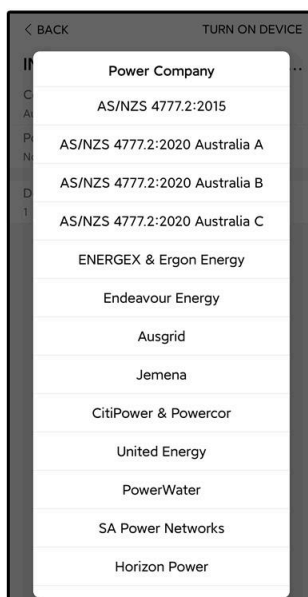 BACK
TURN ON DEVICE
Power Company
AS/NZS 4777.2:2015
AS/NZS 4777.2:2020 Australia A
AS/NZS 4777.2:2020 Australia B
AS/NZS 4777.2:2020 Australia C
ENERGEX & Ergon Energy
Endeavour Energy
Ausgrid
Jemena
CitiPower & Powercor
United Energy
PowerWater
SA Power Networks
Horizon Power